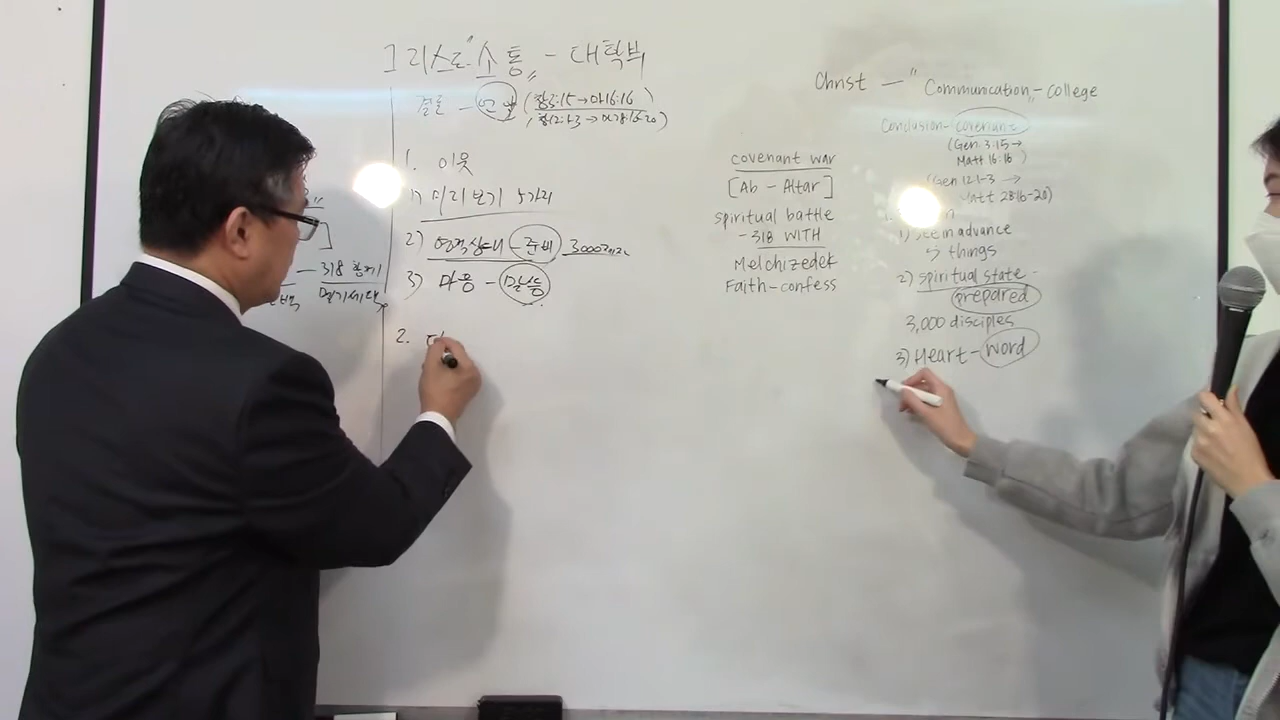 그리스도 "소통" - 대학부
결론 - 언약 (창3:15→마16:16)
(창12:1-3→마28:16-20)
1. 이웃
1) 미리 보기 5가지
2) 영적상태 - 준비 3000제자
3) 마음 - 말씀
2.
]
- 318 함께
멜기세덱
covenant war
[Ab - Altar]
spiritual battle
- 318 WITH
Melchizedek
Faith-confess
Christ - "Communication" - College
Conclusion - covenant
(Gen 3:15 →
Matt 16:16)
(Gen 12:1-3 →
Matt 28:16-20)
1) see in advance
5 things
2) spiritual state -
prepared
3,000 disciples
3) Heart - Word